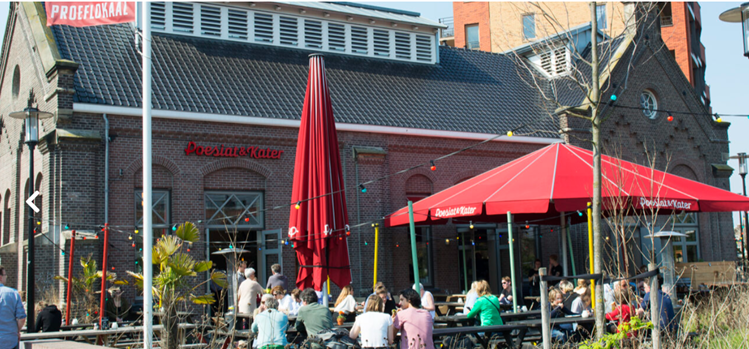 PROEFLOKAAL
Poesiat & Kater
Poesiat & Kater
Poesiat & Kater